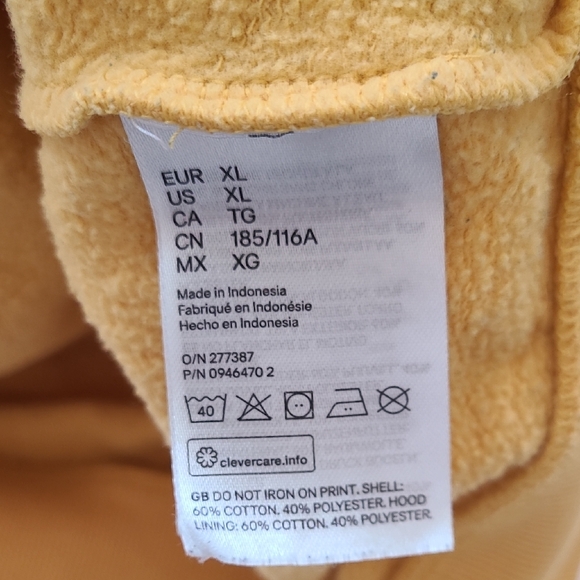 EUR XL
US XL
CA TG
CN 185/116A
MX XG
Made in Indonesia
Fabriqué en Indonésie
Hecho en Indonesia
O/N 277387
P/N 0946470 2
40
clevercare.info
GB DO NOT IRON ON PRINT. SHELL:
60% COTTON. 40% POLYESTER. HOOD
LINING: 60% COTTON. 40% POLYESTER.